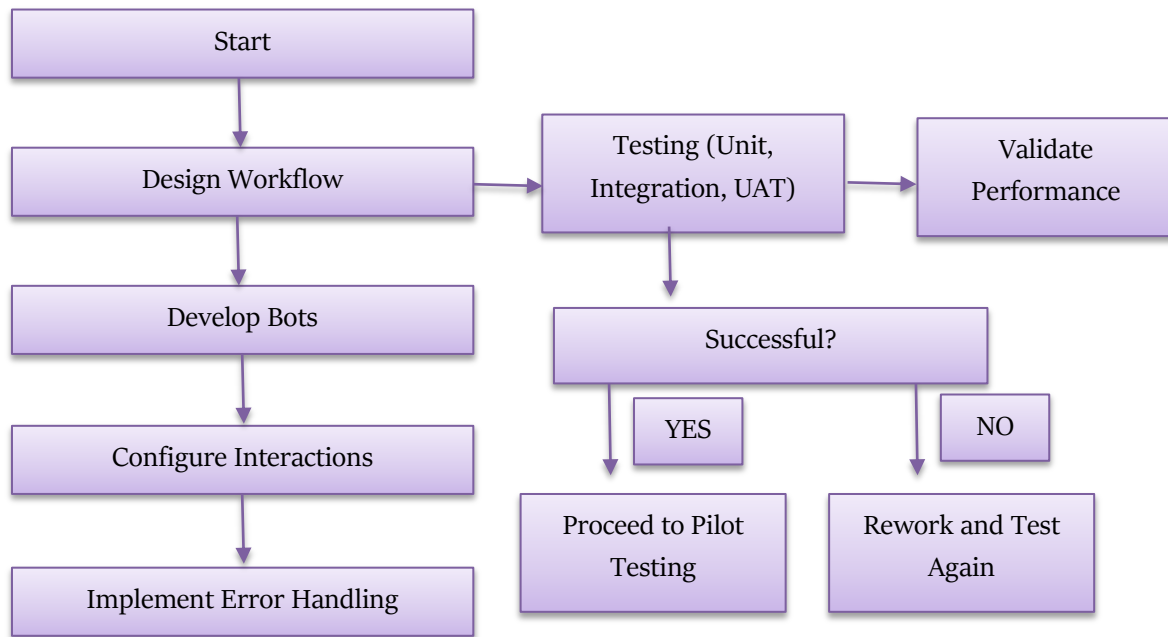 Start
Design Workflow
Develop Bots
Configure Interactions
Implement Error Handling
Testing (Unit,
Integration, UAT)
Validate
Performance
Successful?
YES
NO
Proceed to Pilot
Testing
Rework and Test
Again